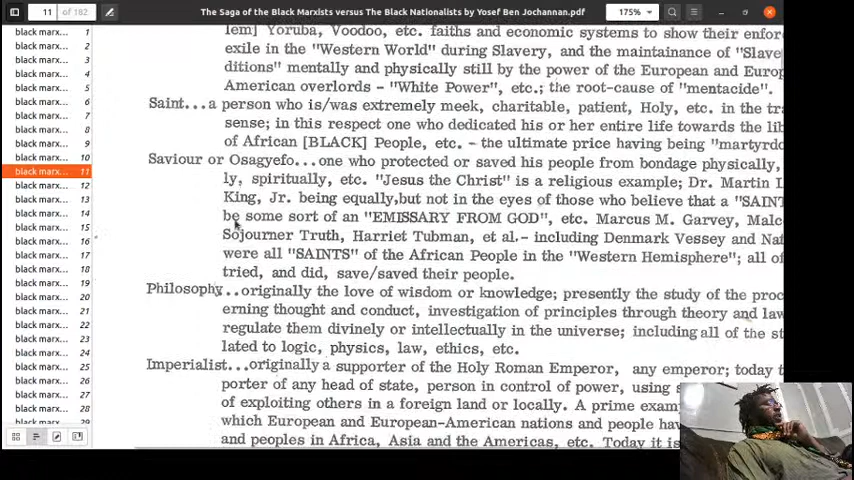 11 of 182
The Saga of the Black Marxists versus The Black Nationalists by Yosef Ben Jochannan.pdf
175%
black marx... 1
black marx... 2
black marx... 3
black marx... 4
black marx... 5
black marx... 6
black marx... 7
black marx... 8
black marx... 9
black marx... 10
black marx... 11
black marx... 12
black marx... 13
black marx... 14
black marx... 15
black marx... 16
black marx... 17
black marx... 18
black marx... 19
black marx... 20
black marx... 21
black marx... 22
black marx... 23
black marx... 24
black marx... 25
black marx... 26
black marx... 27
black marx... 28
black marx... 29
lem] Yoruba, Voodoo, etc. faiths and economic systems to show their enfor
exile in the "Western World" during Slavery, and the maintainance of "Slave
ditions" mentally and physically still by the power of the European and Europ
American overlords - "White Power", etc.; the root-cause of "mentacide".
Saint...a person who is/was extremely meek, charitable, patient, Holy, etc. in the tra
sense; in this respect one who dedicated his or her entire life towards the lib
of African [BLACK] People, etc. - the ultimate price having being "martyrdo
Saviour or Osagyefo...one who protected or saved his people from bondage physically,
ly, spiritually, etc. "Jesus the Christ" is a religious example; Dr. Martin L
King, Jr. being equally,but not in the eyes of those who believe that a "SAIN
be some sort of an "EMISSARY FROM GOD", etc. Marcus M. Garvey, Malc
Sojourner Truth, Harriet Tubman, et al.- including Denmark Vessey and Nat
were all "SAINTS" of the African People in the "Western Hemisphere"; all of
tried, and did, save/saved their people.
Philosophy...originally the love of wisdom or knowledge; presently the study of the proc
erning thought and conduct, investigation of principles through theory and law
regulate them divinely or intellectually in the universe; including all of the st
lated to logic, physics, law, ethics, etc.
Imperialist...originally a supporter of the Holy Roman Emperor, any emperor; today
porter of any head of state, person in control of power, using
of exploiting others in a foreign land or locally. A prime exam
which European and European-American nations and people hav
and peoples in Africa, Asia and the Americas, etc. Today it is